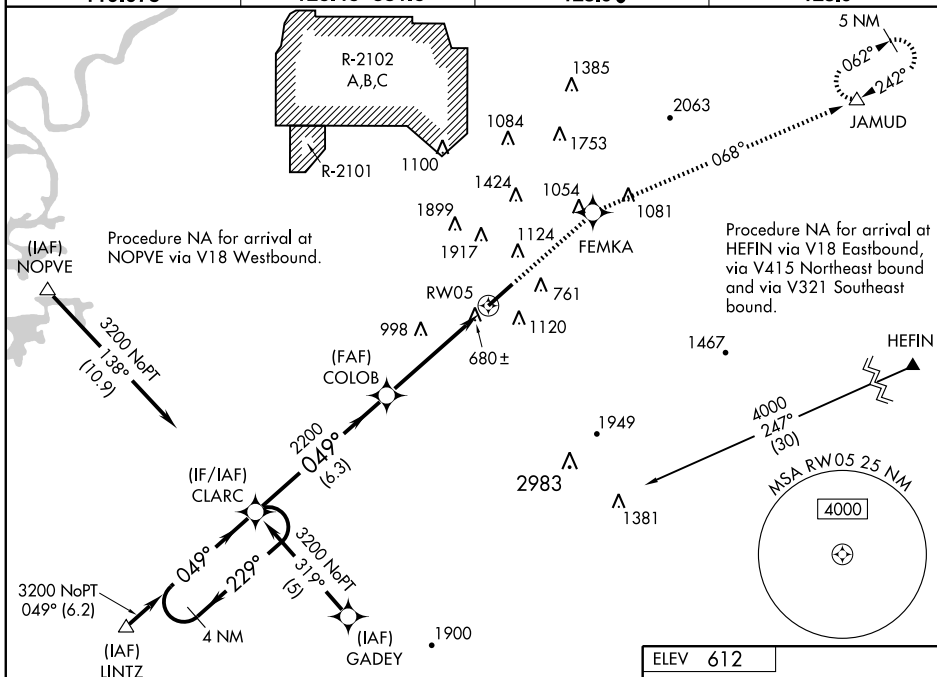 5 NM
062°
242°
JAMUD
R-2102
A,B,C
R-2101
1385
2063
1084
1753
1100
068°
1424
1054
1081
1899
1917
1124
FEMKA
Procedure NA for arrival at
NOPVE via V18 Westbound.
Procedure NA for arrival at
HEFIN via V18 Eastbound,
via V415 Northeast bound
and via V321 Southeast
bound.
(IAF)
NOPVE
RW05
761
998
1120
680±
1467
HEFIN
3200 NoPT
138°
(10.9)
(FAF)
COLOB
2200
049°
(6.3)
4000
247°
(30)
1949
2983
1381
(IF/IAF)
CLARC
MSA RW05 25 NM
4000
049°
229°
3200 NoPT
319°
(5)
3200 NoPT
049° (6.2)
4 NM
(IAF)
LINTZ
(IAF)
GADEY
1900
ELEV 612